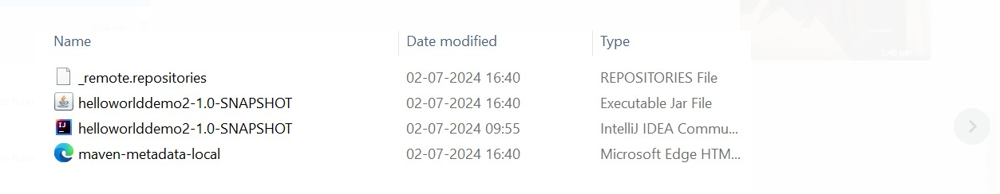 Name Date modified Type
_remote.repositories 02-07-2024 16:40 REPOSITORIES File
helloworlddemo2-1.0-SNAPSHOT 02-07-2024 16:40 Executable Jar File
helloworlddemo2-1.0-SNAPSHOT 02-07-2024 09:55 IntelliJ IDEA Commu...
maven-metadata-local 02-07-2024 16:40 Microsoft Edge HTM...